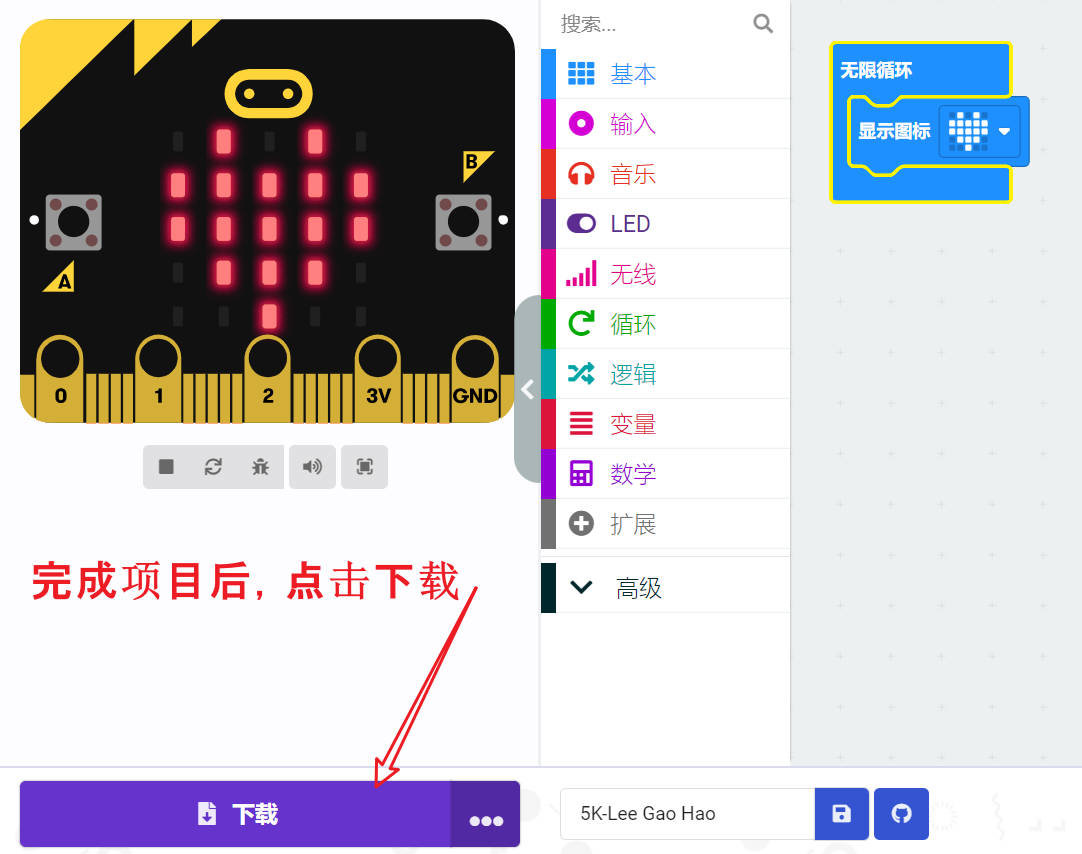 搜索...
基本
输入
音乐
LED
无线
循环
逻辑
变量
数学
扩展
高级
无限循环
显示图标
B
A
0 1 2 3V GND
完成项目后, 点击下载
下载
5K-Lee Gao Hao